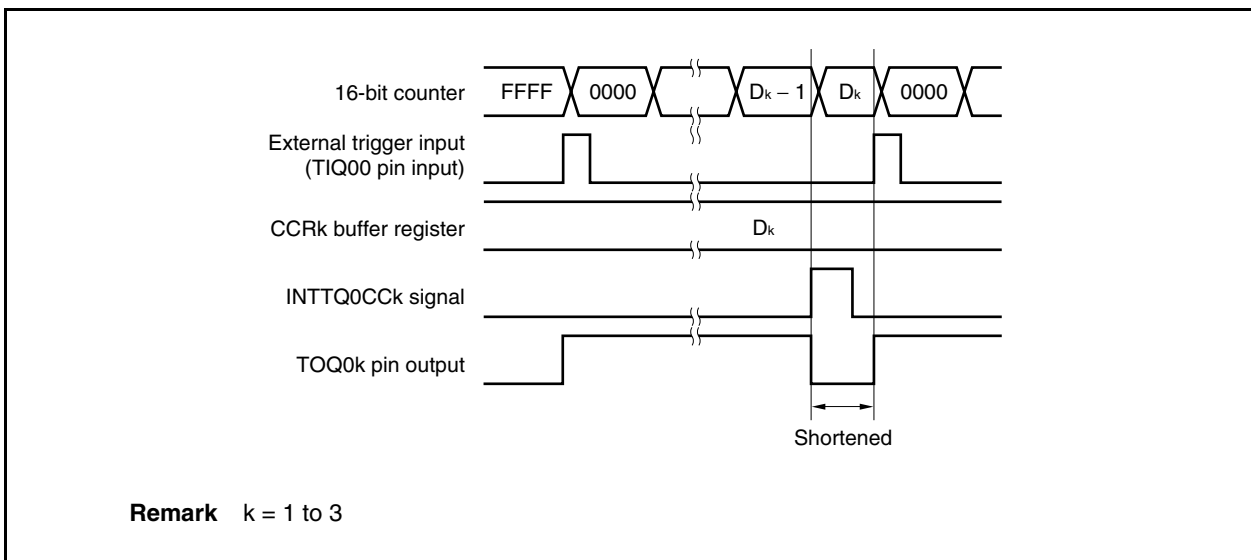 16-bit counter
FFFF 0000 Dk − 1 Dk 0000
External trigger input
(TIQ00 pin input)
CCRk buffer register
Dk
INTTQ0CCk signal
TOQ0k pin output
Shortened
Remark k = 1 to 3